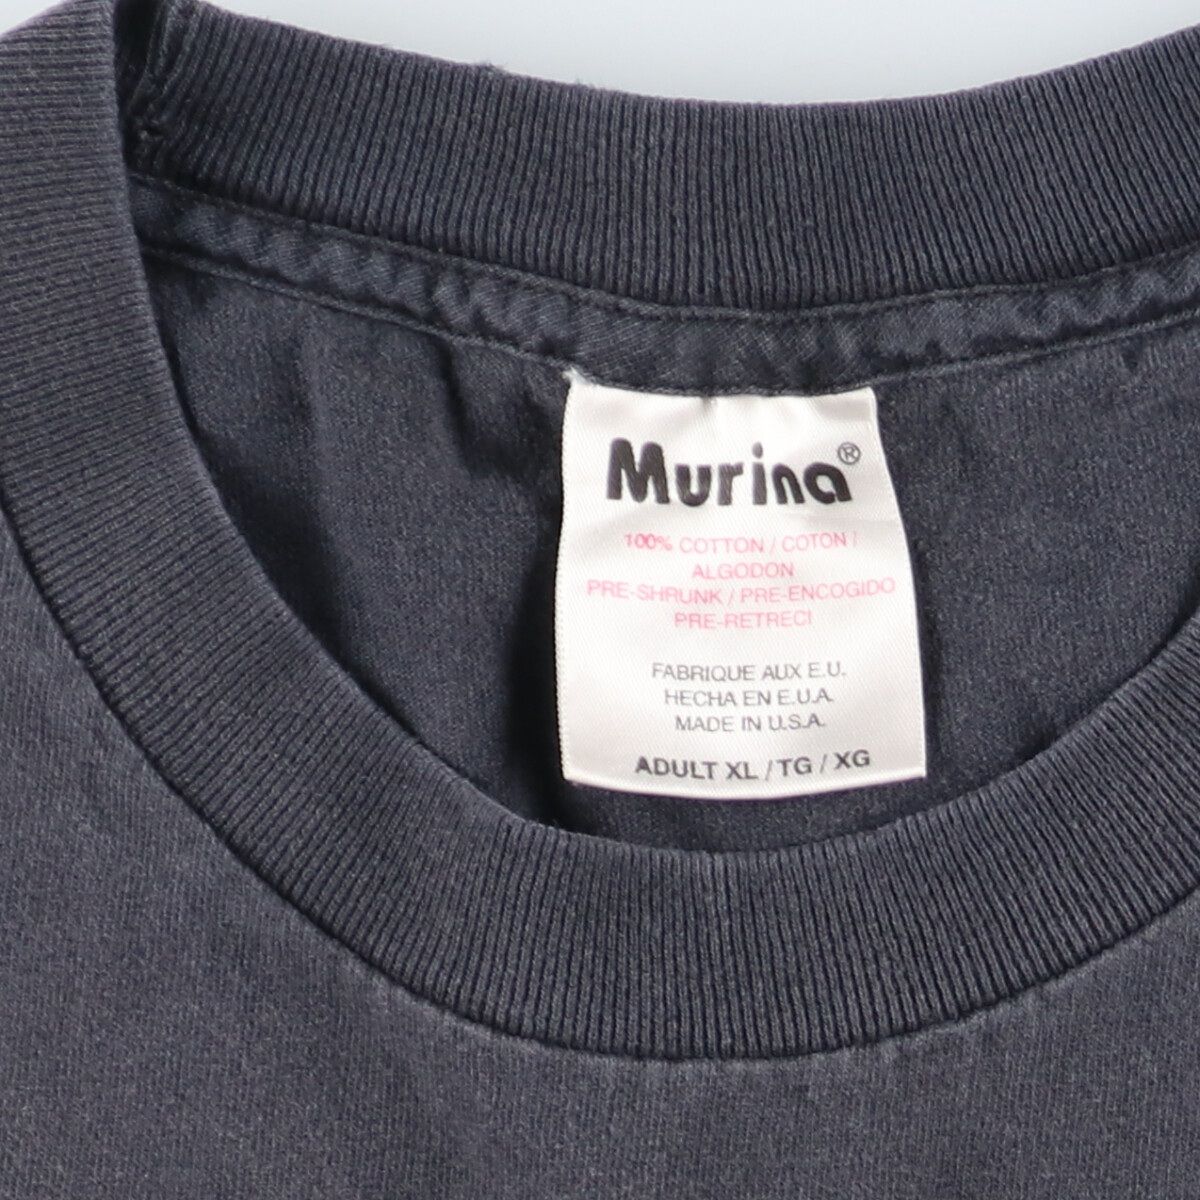 Murina®
100% COTTON / COTON /
ALGODON
PRE-SHRUNK / PRE-ENCOGIDO
PRE-RETRECI
FABRIQUE AUX E.U.
HECHA EN E.U.A.
MADE IN U.S.A.
ADULT XL / TG / XG